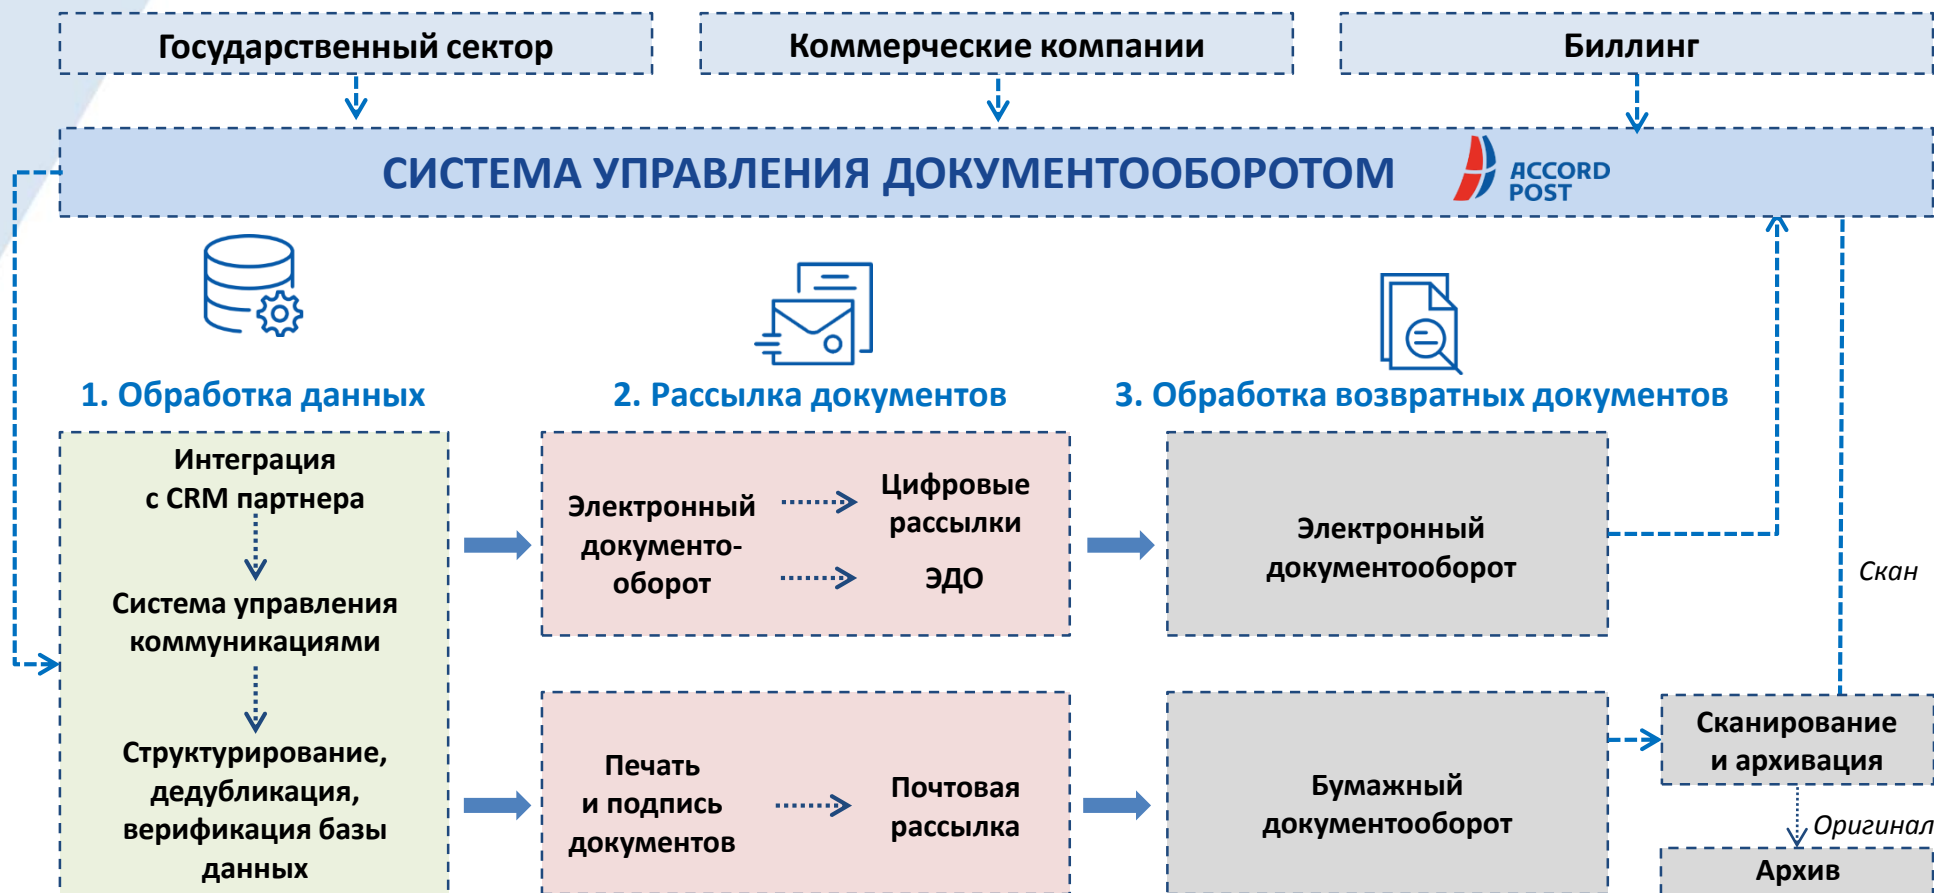 Государственный сектор
Коммерческие компании
Биллинг
СИСТЕМА УПРАВЛЕНИЯ ДОКУМЕНТООБОРОТОМ
ACCORD
POST
1. Обработка данных
2. Рассылка документов
3. Обработка возвратных документов
Интеграция
с CRM партнера
Система управления
коммуникациями
Структурирование,
дедубликация,
верификация базы
данных
Электронный
документо-
оборот
Цифровые
рассылки
ЭДО
Печать
и подпись
документов
Почтовая
рассылка
Электронный
документооборот
Бумажный
документооборот
Скан
Сканирование
и архивация
Оригинал
Архив